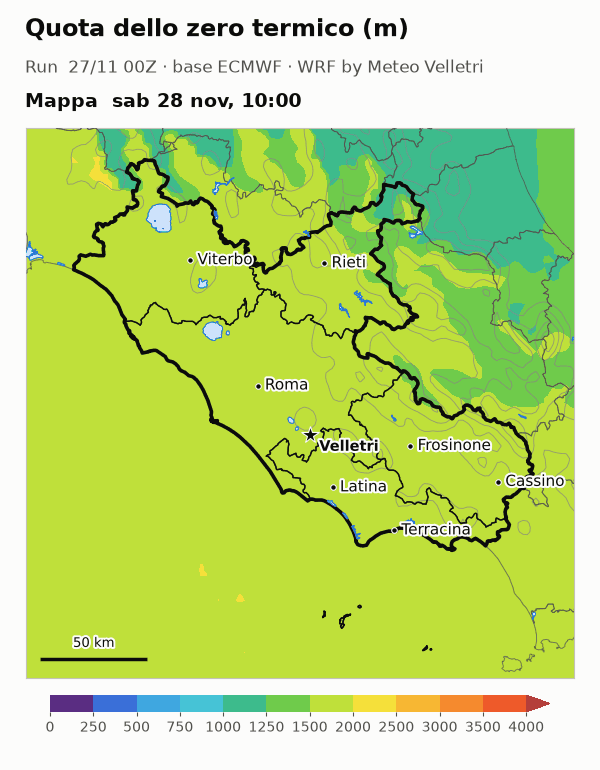 Quota dello zero termico (m)
Run  27/11 00Z · base ECMWF · WRF by Meteo Velletri
Mappa  sab 28 nov, 10:00
Viterbo
Rieti
Roma
Velletri
Frosinone
Latina
Cassino
Terracina
50 km
0 250 500 750 1000 1250 1500 2000 2500 3000 3500 4000